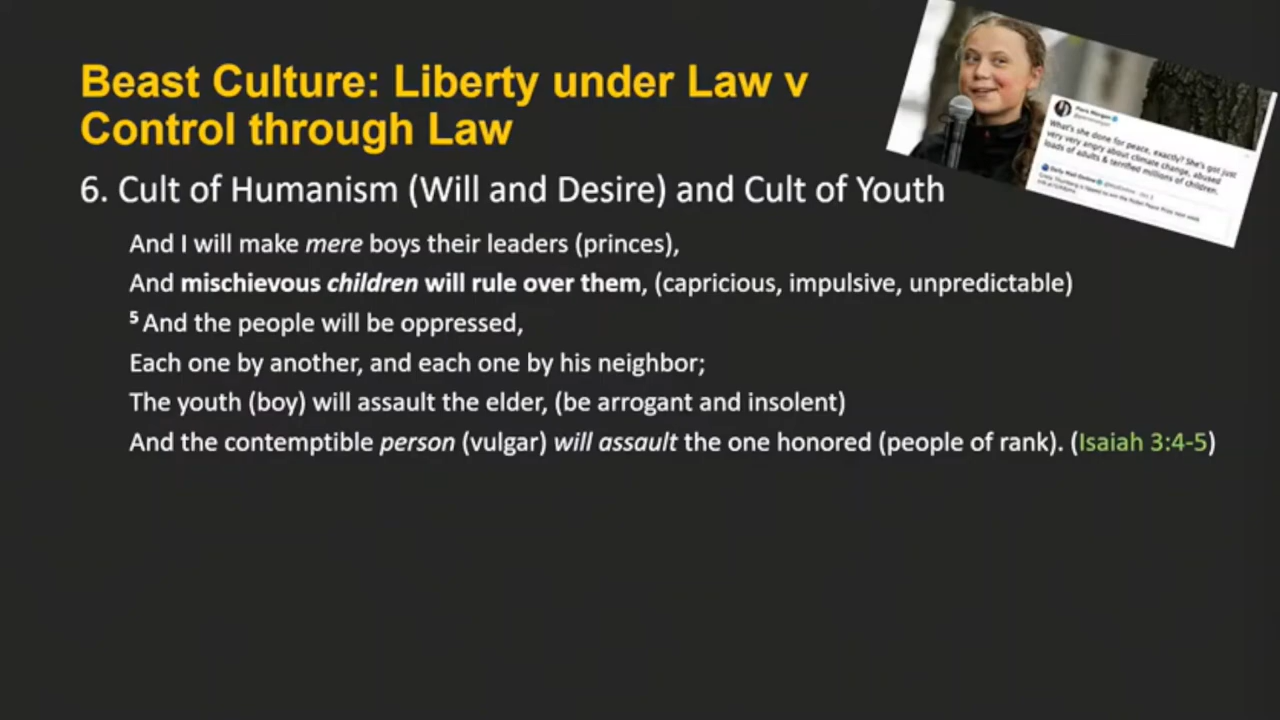 Beast Culture: Liberty under Law v
Control through Law
6. Cult of Humanism (Will and Desire) and Cult of Youth
And I will make mere boys their leaders (princes),
And mischievous children will rule over them, (capricious, impulsive, unpredictable)
5 And the people will be oppressed,
Each one by another, and each one by his neighbor;
The youth (boy) will assault the elder, (be arrogant and insolent)
And the contemptible person (vulgar) will assault the one honored (people of rank). (Isaiah 3:4-5)
Piers Morgan
What's she done for peace, exactly? She's got just
very very angry about climate change, abused
loads of adults & terrified millions of children.
Daily Mail Online